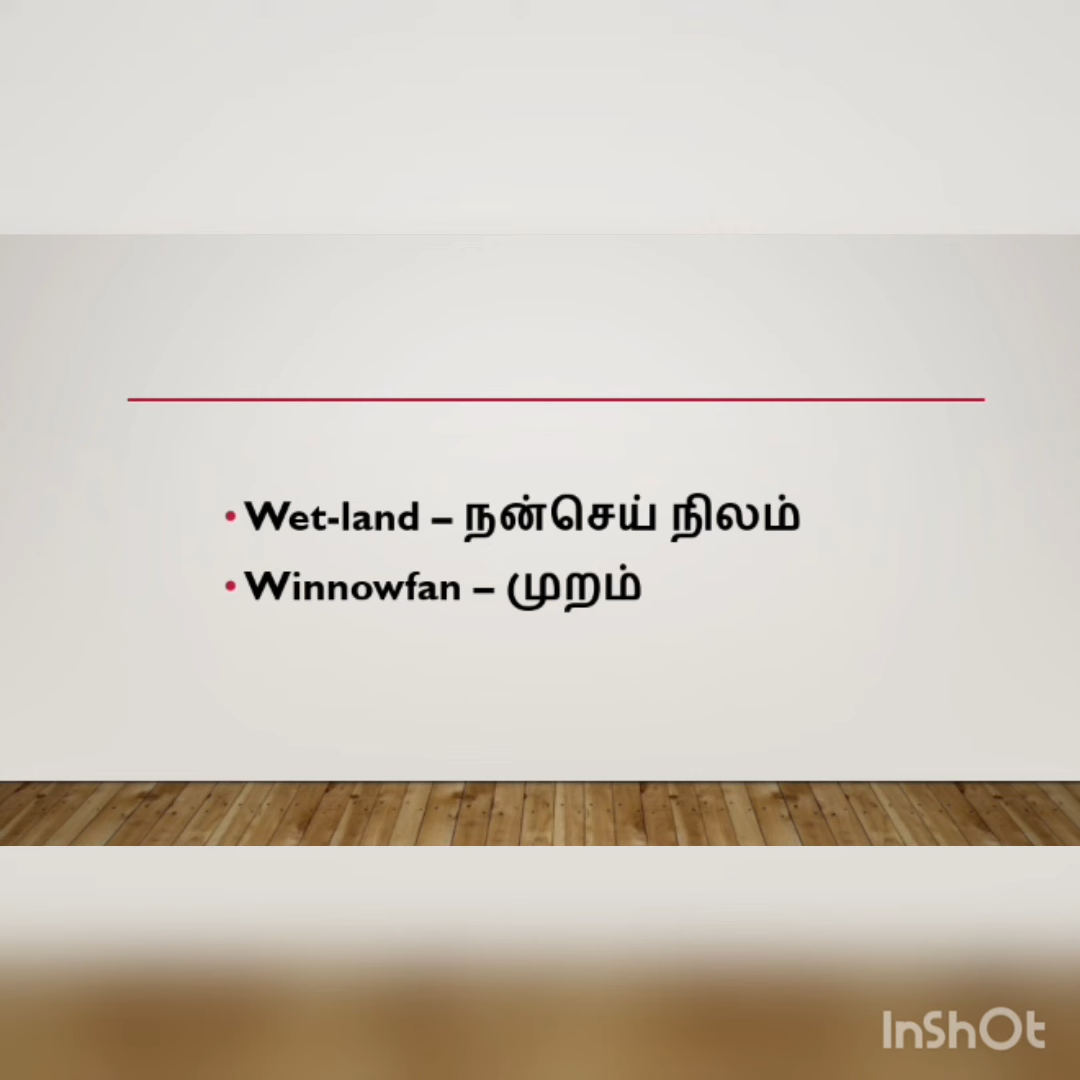 • Wet-land – நன்செய் நிலம்
• Winnowfan – முறம்
InShOt